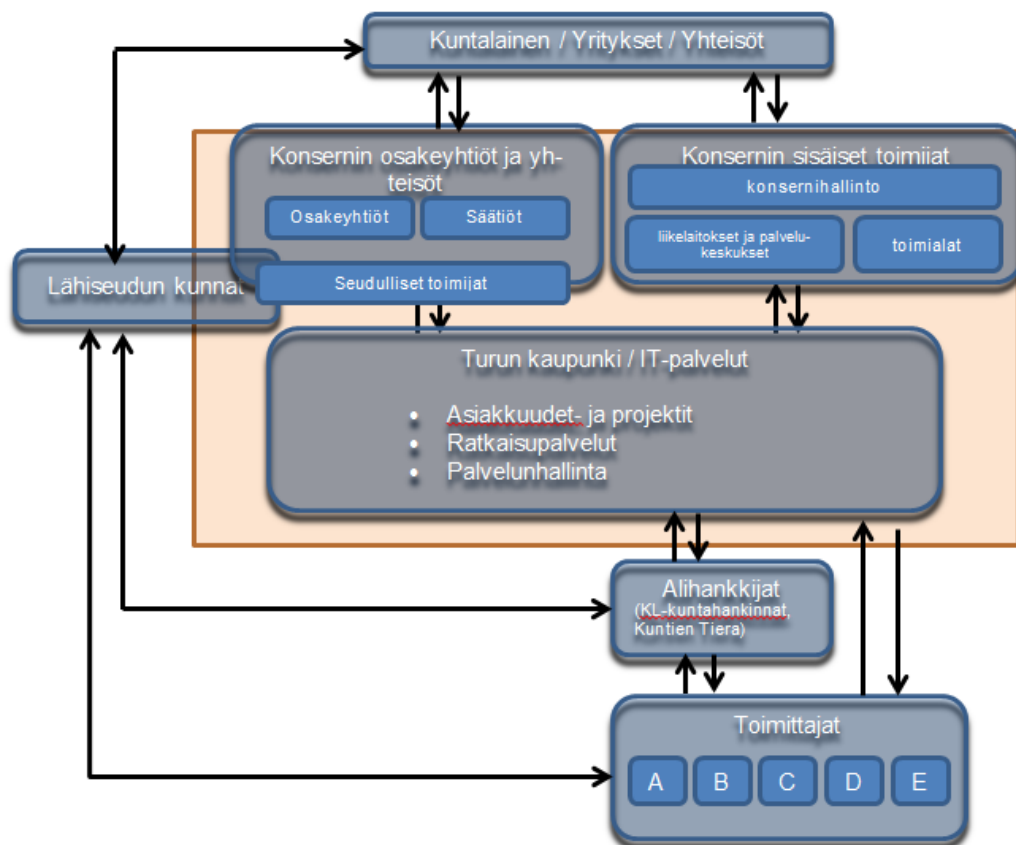 Kuntalainen / Yritykset / Yhteisöt
Konsernin osakeyhtiöt ja yh-
teisöt
Osakeyhtiöt
Säätiöt
Seudulliset toimijat
Konsernin sisäiset toimijat
konsernihallinto
liikelaitokset ja palvelu-
keskukset
toimialat
Lähiseudun kunnat
Turun kaupunki / IT-palvelut
• Asiakkuudet- ja projektit
• Ratkaisupalvelut
• Palvelunhallinta
Alihankkijat
(KL-kuntahankinnat,
Kuntien Tiera)
Toimittajat
A B C D E